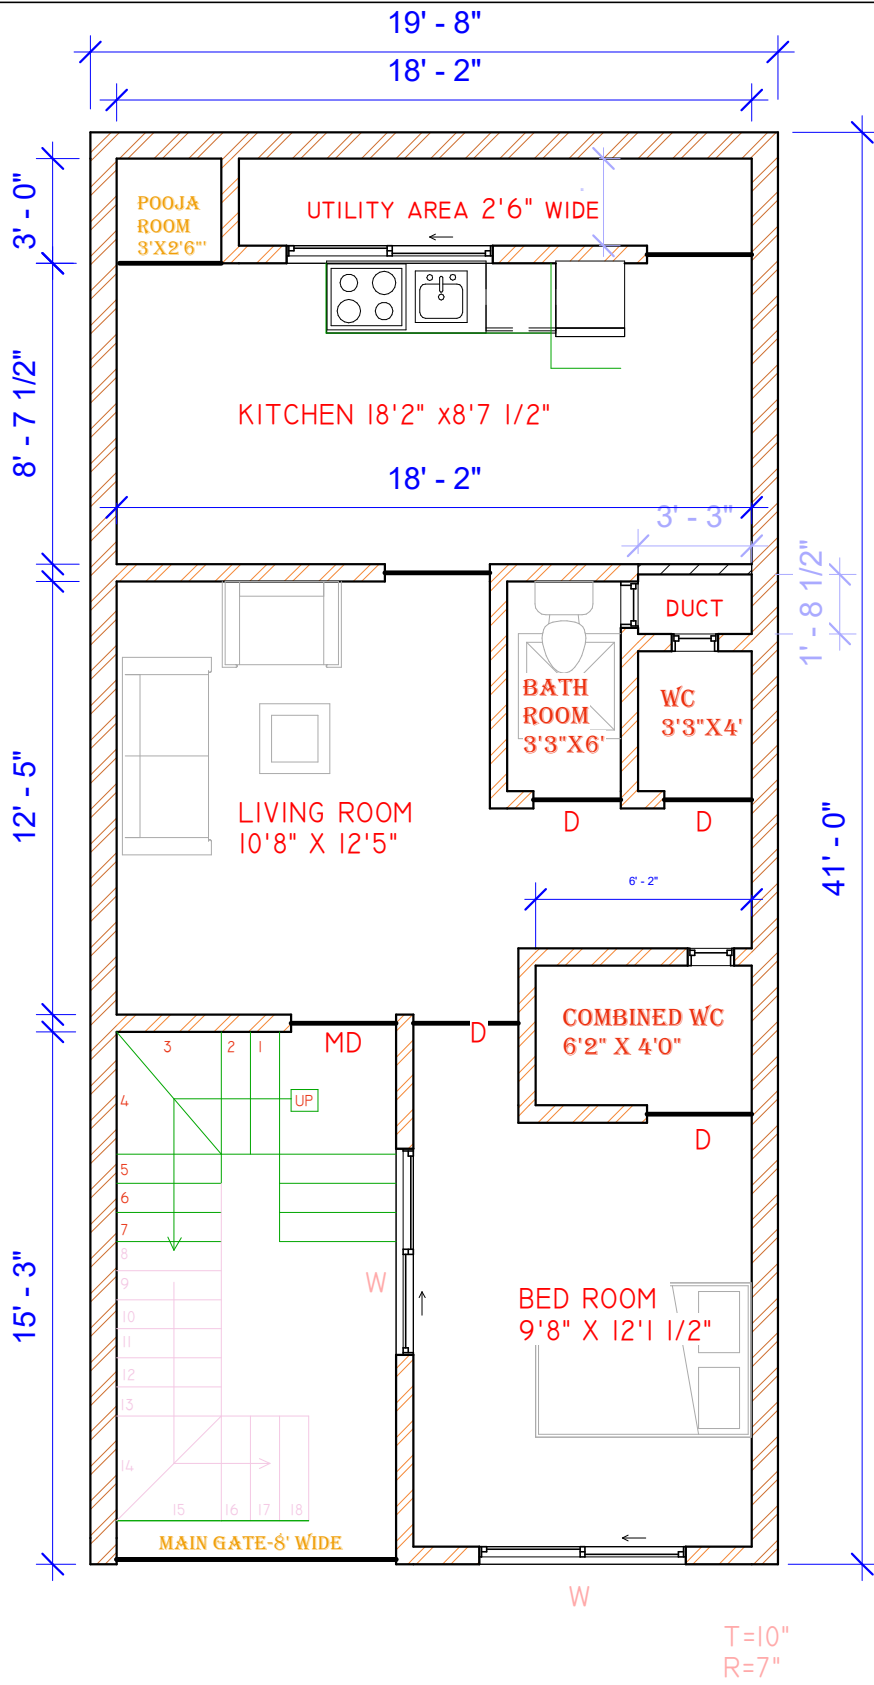 19' - 8"
18' - 2"
3' - 0"
POOJA
ROOM
3'X2'6"'
UTILITY AREA 2'6" WIDE
8' - 7 1/2"
KITCHEN 18'2" x8'7 1/2"
18' - 2"
3' - 3"
1' - 8 1/2"
DUCT
BATH
ROOM
3'3"X6'
WC
3'3"X4'
12' - 5"
LIVING ROOM
10'8" X 12'5"
D
D
41' - 0"
6' - 2"
COMBINED WC
6'2" X 4'0"
MD
D
D
3
2
1
UP
4
5
6
7
8
9
10
11
12
13
14
15
16
17
18
15' - 3"
W
BED ROOM
9'8" X 12'1 1/2"
MAIN GATE-8' WIDE
W
T=10"
R=7"